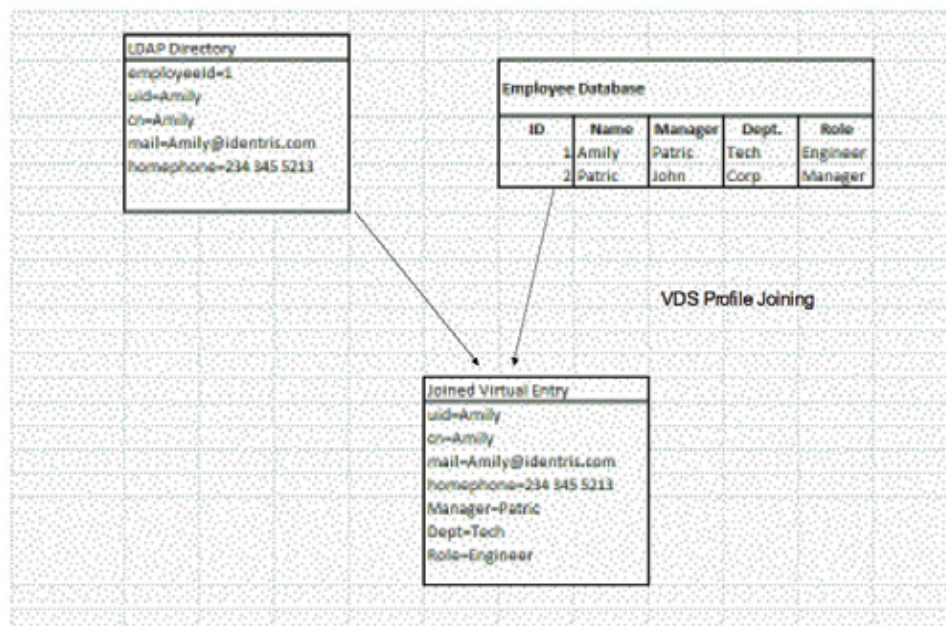 LDAP Directory
employeeId=1
uid=Amily
cn=Amily
mail=Amily@identris.com
homephone=234 345 5213
Employee Database
ID Name Manager Dept. Role
1 Amily Patric Tech Engineer
2 Patric John Corp Manager
VDS Profile Joining
Joined Virtual Entry
uid=Amily
cn=Amily
mail=Amily@identris.com
homephone=234 345 5213
Manager=Patric
Dept=Tech
Role=Engineer